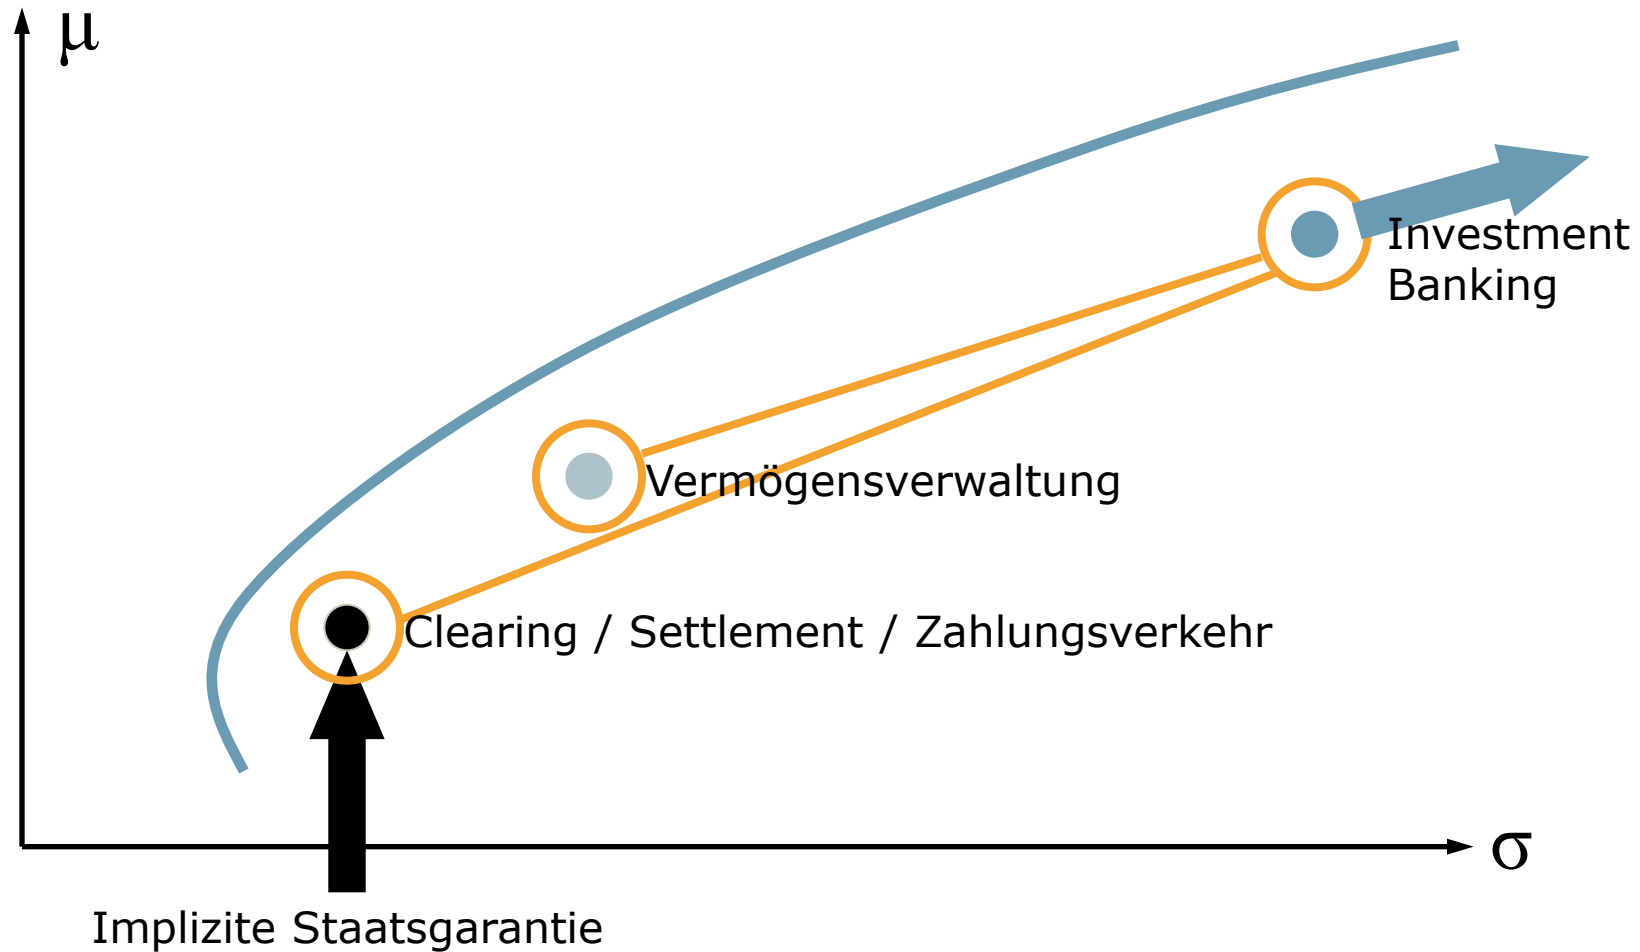 μ
Investment
Banking
Vermögensverwaltung
Clearing / Settlement / Zahlungsverkehr
σ
Implizite Staatsgarantie